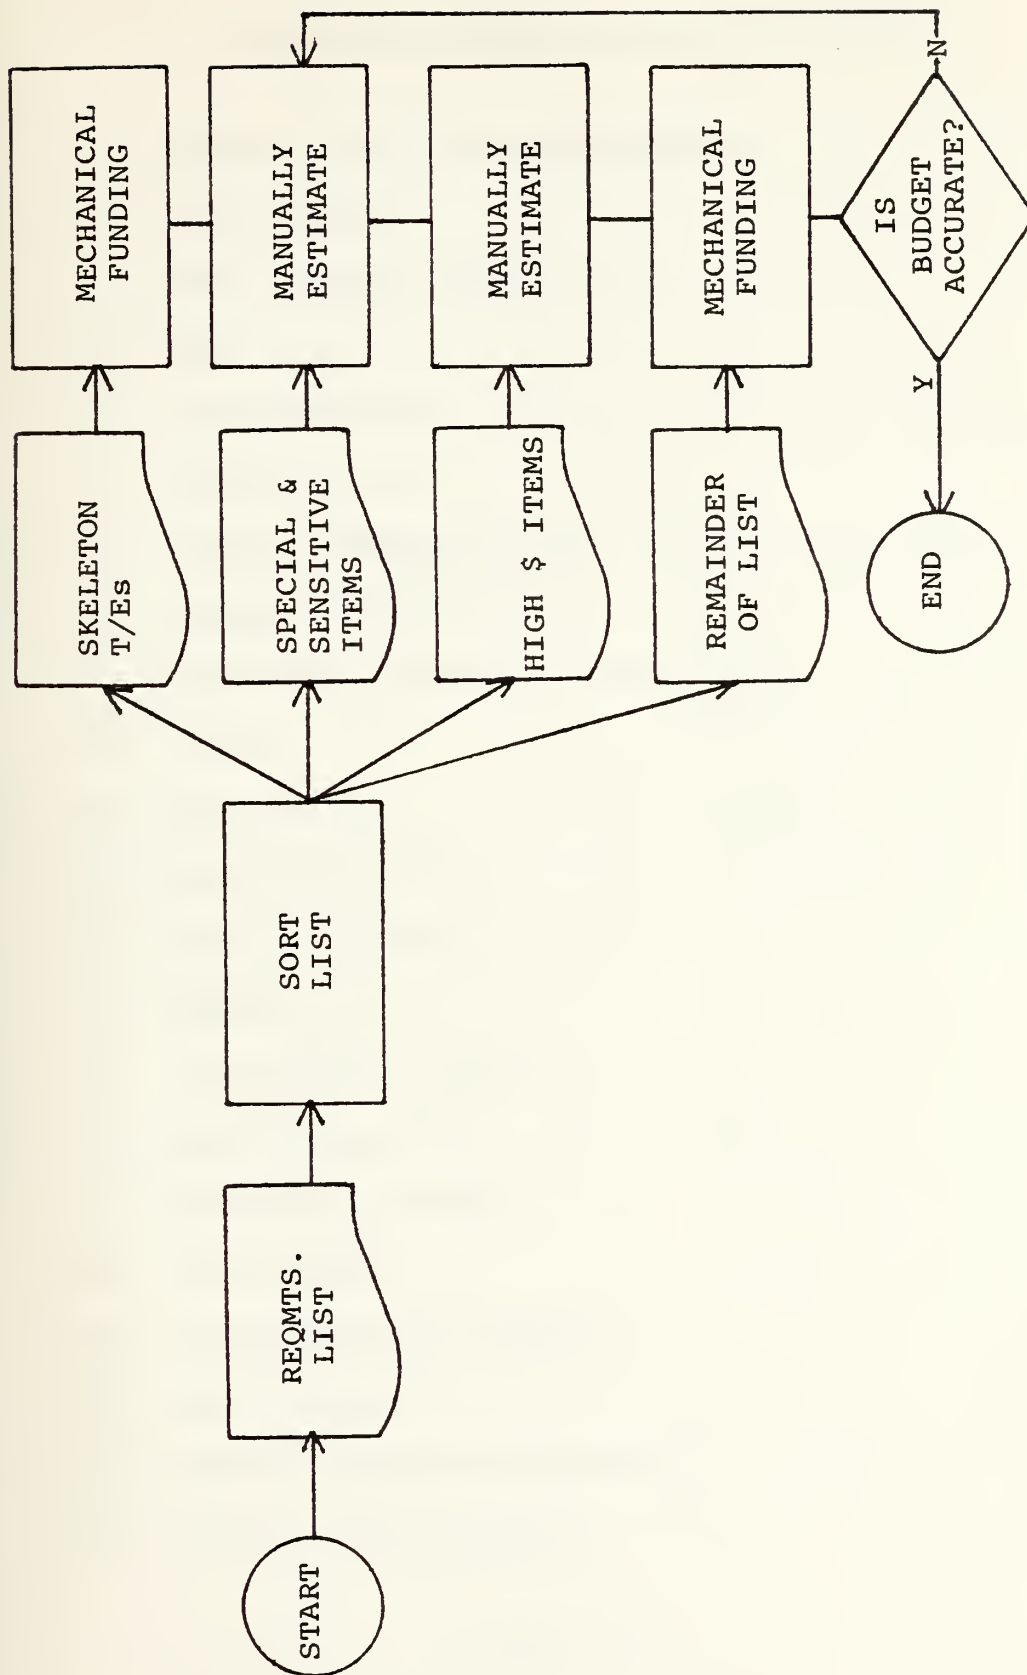 START
REQMTS.
LIST
SORT
LIST
SKELETON
T/Es
SPECIAL &
SENSITIVE
ITEMS
HIGH $ ITEMS
REMAINDER
OF LIST
MECHANICAL
FUNDING
MANUALLY
ESTIMATE
MANUALLY
ESTIMATE
MECHANICAL
FUNDING
IS
BUDGET
ACCURATE?
N
Y
END